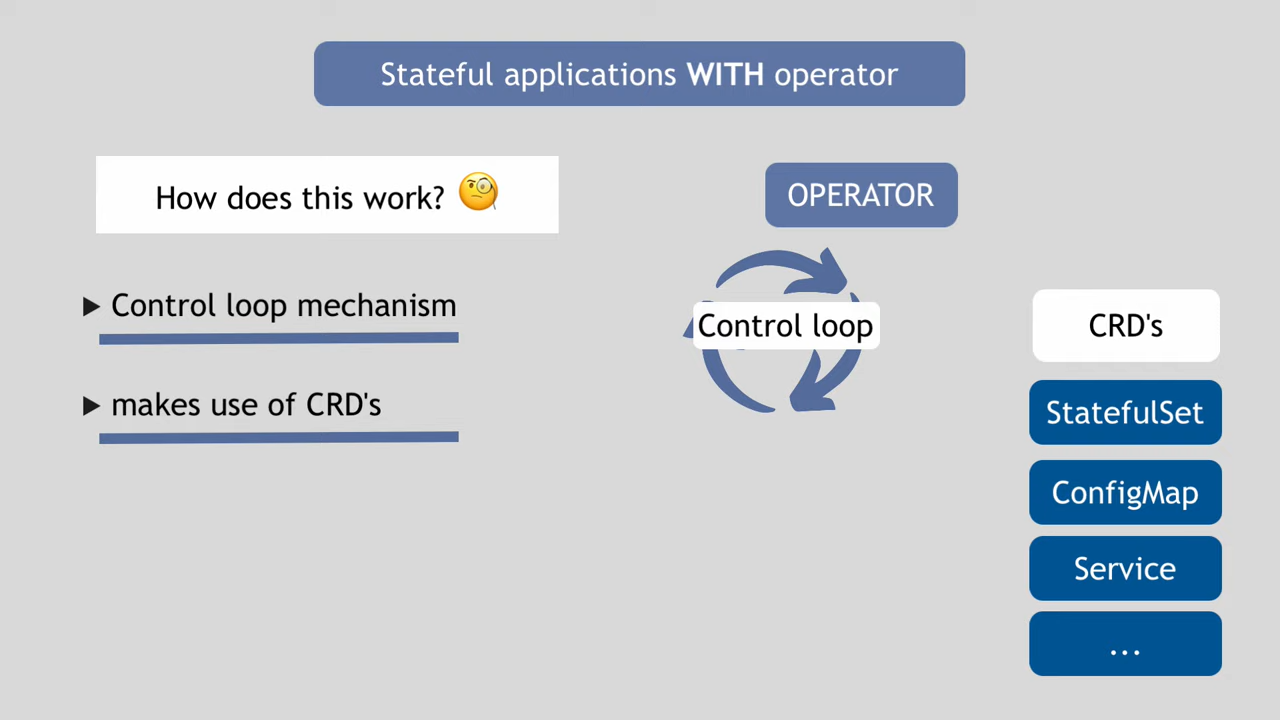 Stateful applications WITH operator
How does this work?
Control loop mechanism
makes use of CRD's
OPERATOR
Control loop
CRD's
StatefulSet
ConfigMap
Service
...